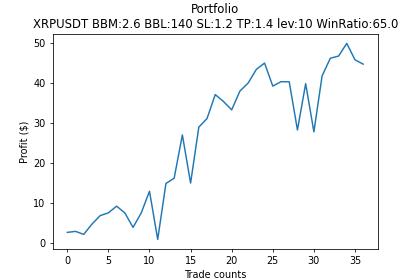 Portfolio
XRPUSDT BBM:2.6 BBL:140 SL:1.2 TP:1.4 lev:10 WinRatio:65.0
Profit ($)
50
40
30
20
10
0
0 5 10 15 20 25 30 35
Trade counts